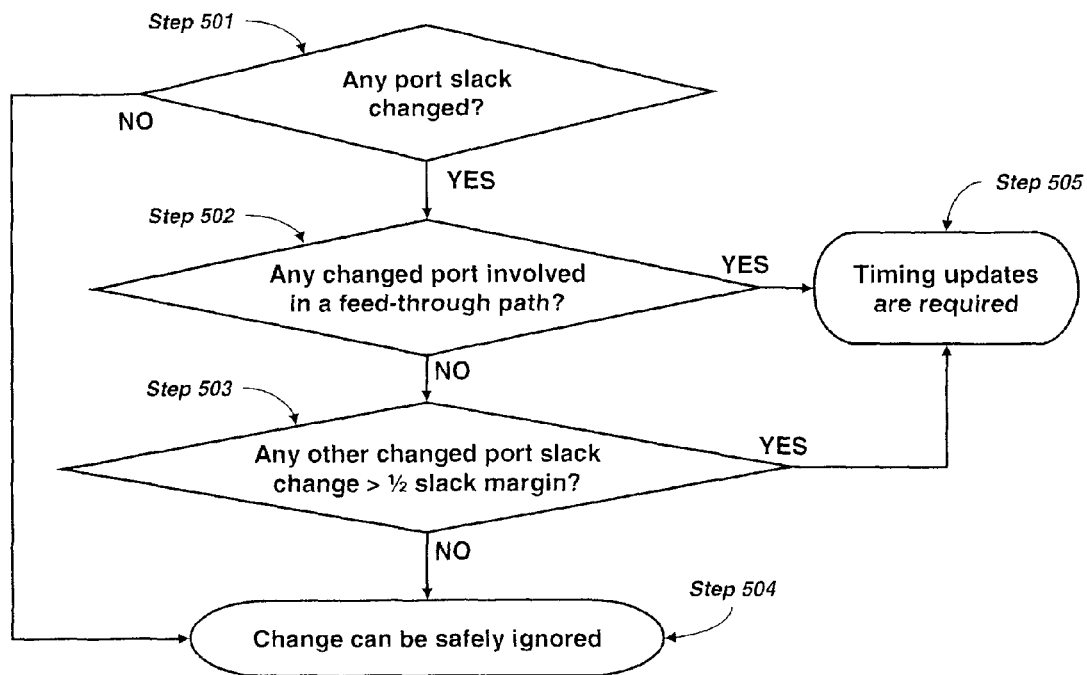 Step 501
Any port slack
changed?
NO
YES
Step 505
Step 502
Any changed port involved
in a feed-through path?
YES
Timing updates
are required
NO
Step 503
Any other changed port slack
change > ½ slack margin?
YES
NO
Step 504
Change can be safely ignored